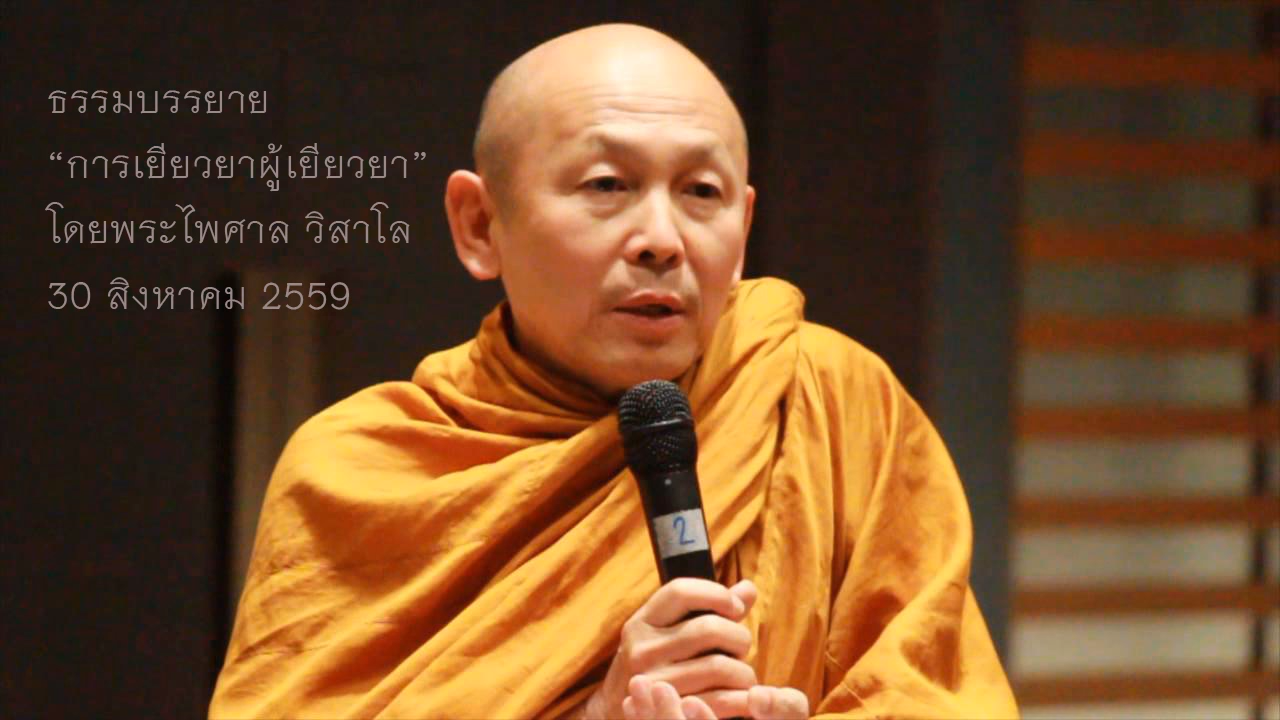 ธรรมบรรยาย
“การเยียวยาผู้เยียวยา”
โดยพระไพศาล วิสาโล
30 สิงหาคม 2559
2